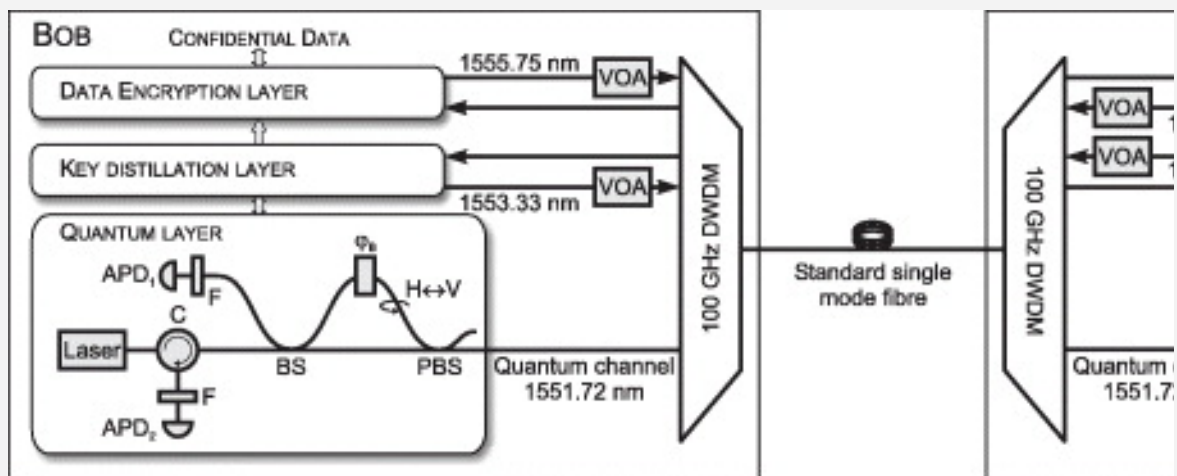 BOB
CONFIDENTIAL DATA
DATA ENCRYPTION LAYER
1555.75 nm
VOA
KEY DISTILLATION LAYER
VOA
1553.33 nm
QUANTUM LAYER
APD₁
F
C
Laser
F
APD₂
BS
φB
H↔V
PBS
Quantum channel
1551.72 nm
100 GHz DWDM
Standard single
mode fibre
100 GHz DWDM
VOA
VOA
Quantum
1551.7